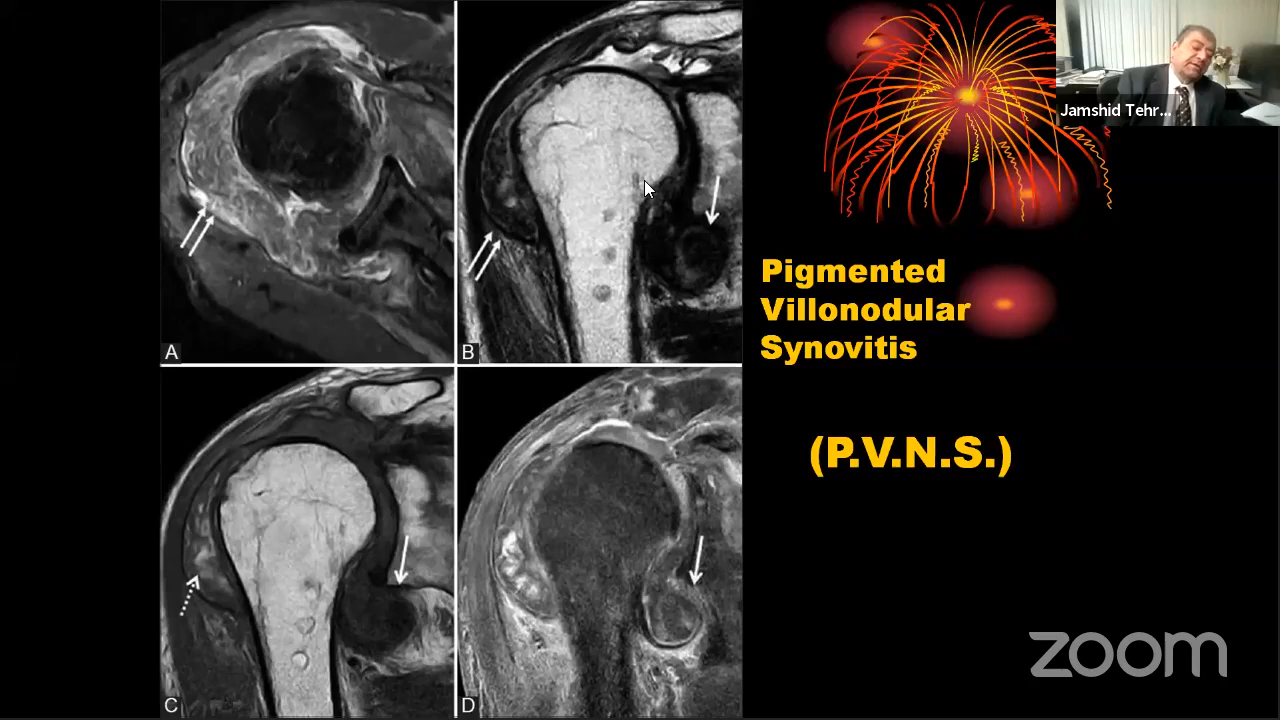 A
B
C
D
Jamshid Tehr...
Pigmented
Villonodular
Synovitis
(P.V.N.S.)
zoom